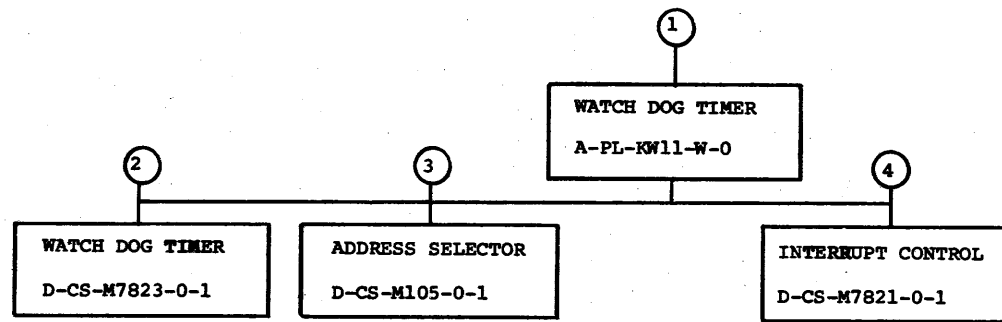 1
WATCH DOG TIMER
A-PL-KW11-W-0
2
3
4
WATCH DOG TIMER
D-CS-M7823-0-1
ADDRESS SELECTOR
D-CS-M105-0-1
INTERRUPT CONTROL
D-CS-M7821-0-1